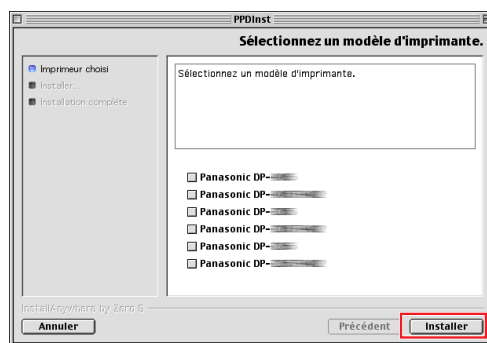 PPDInst
Sélectionnez un modèle d'imprimante.
Imprimeur choisi
Installer...
Installation complète
Sélectionnez un modèle d'imprimante.
Panasonic DP-
Panasonic DP-
Panasonic DP-
Panasonic DP-
Panasonic DP-
Panasonic DP-
InstallAnywhere by Zero G
Annuler
Précédent
Installer